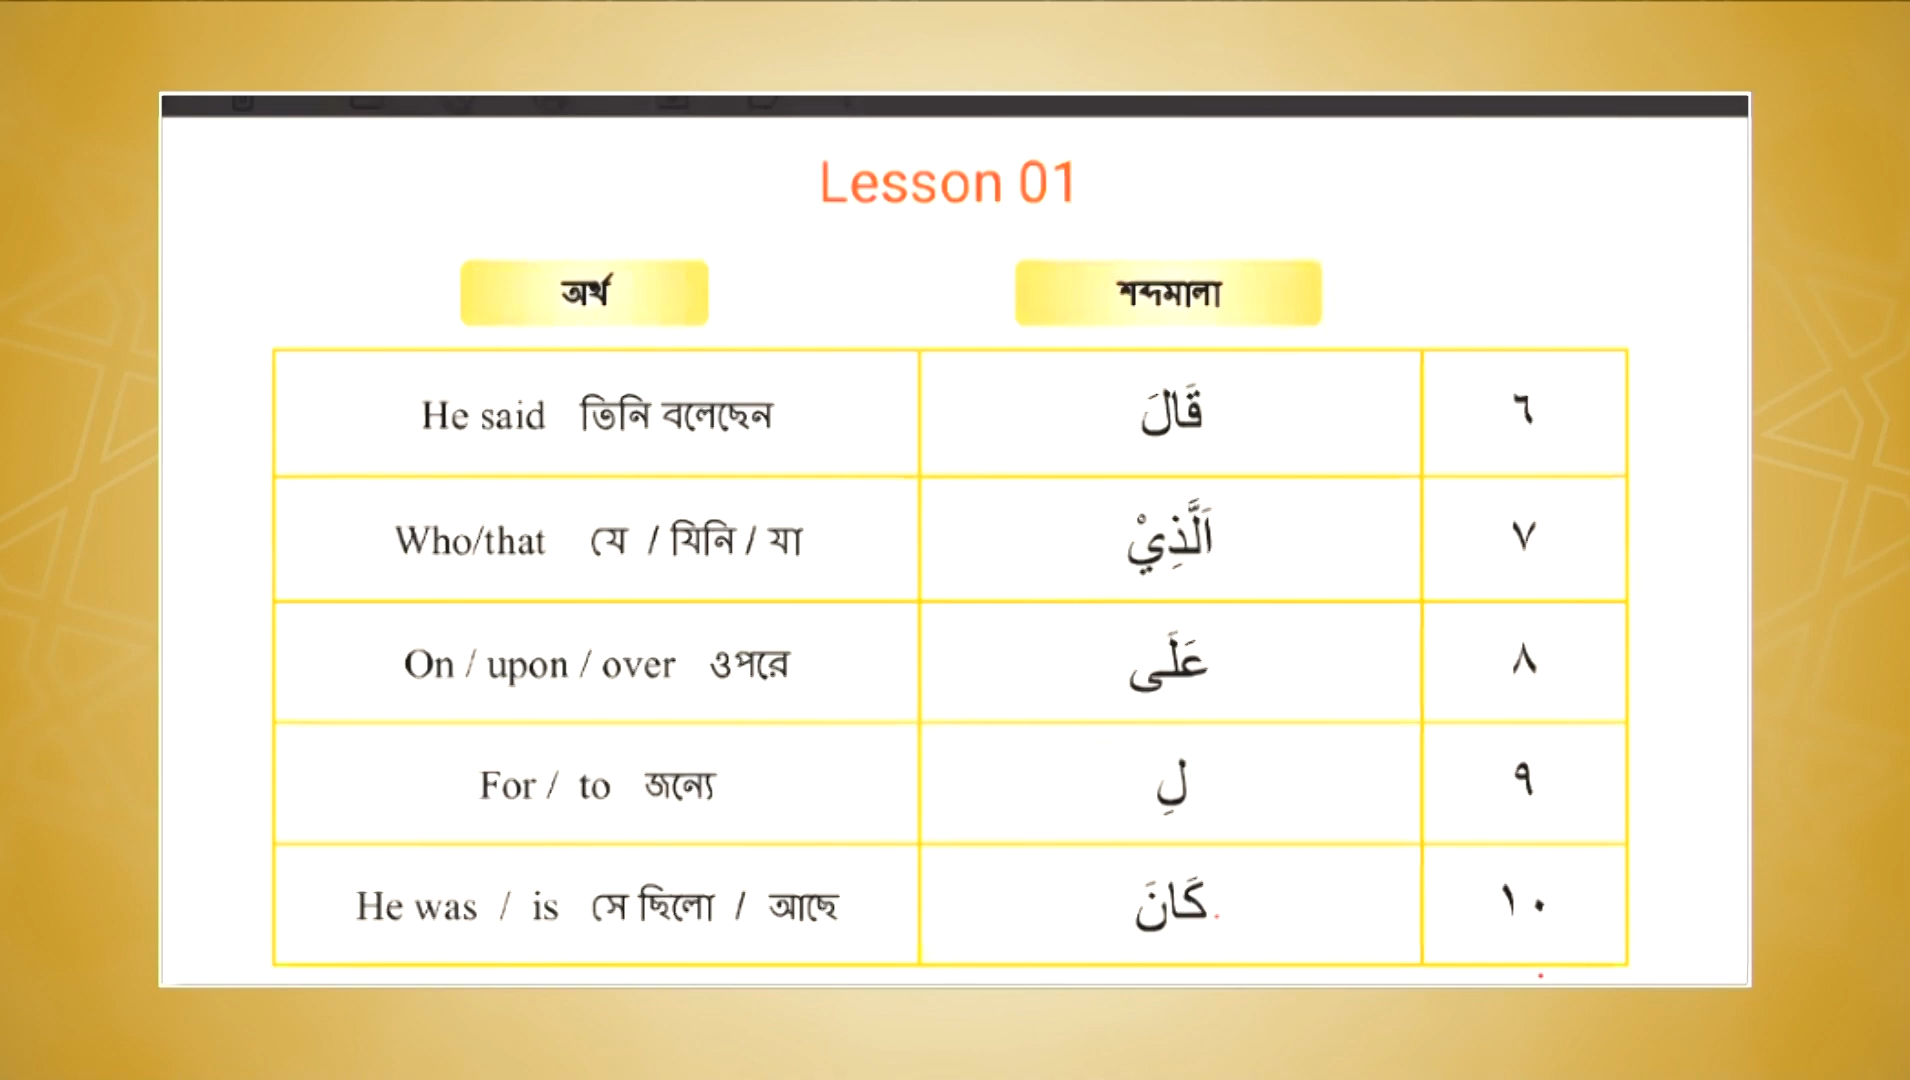 Lesson 01
অর্থ শব্দমালা
He said তিনি বলেছেন قَالَ ٦
Who/that যে / যিনি / যা اَلَّذِيْ ٧
On / upon / over ওপরে عَلَى ٨
For / to জন্যে لِ ٩
He was / is সে ছিলো / আছে كَانَ ١٠